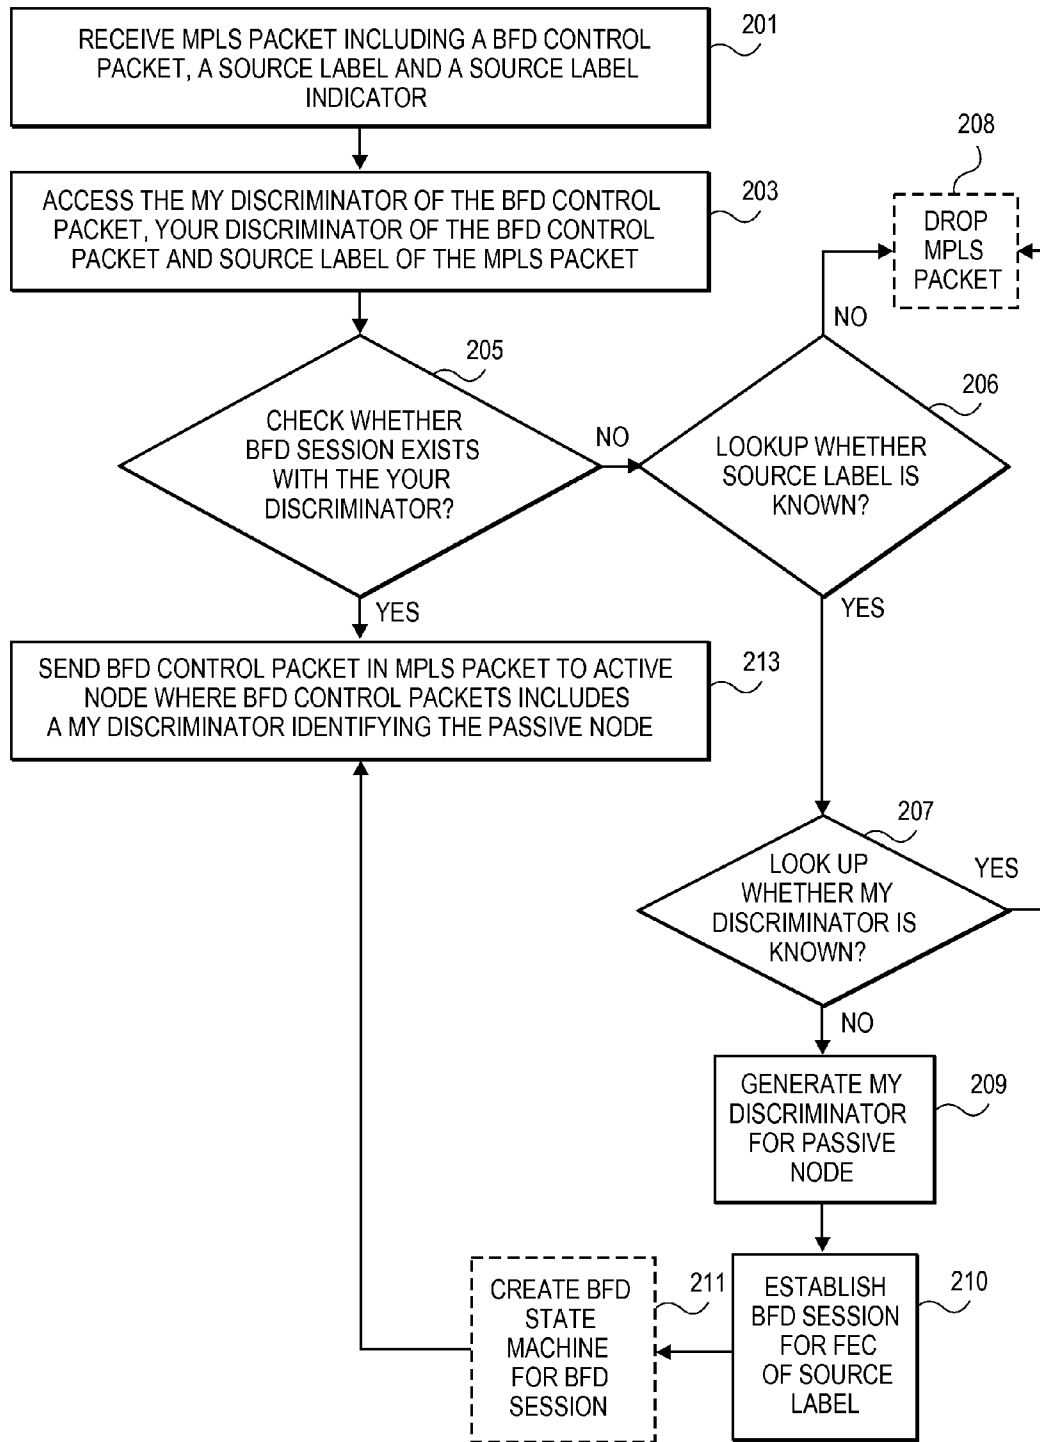 RECEIVE MPLS PACKET INCLUDING A BFD CONTROL
PACKET, A SOURCE LABEL AND A SOURCE LABEL
INDICATOR
201
ACCESS THE MY DISCRIMINATOR OF THE BFD CONTROL
PACKET, YOUR DISCRIMINATOR OF THE BFD CONTROL
PACKET AND SOURCE LABEL OF THE MPLS PACKET
203
208
DROP
MPLS
PACKET
NO
205
CHECK WHETHER
BFD SESSION EXISTS
WITH THE YOUR
DISCRIMINATOR?
NO
206
LOOKUP WHETHER
SOURCE LABEL IS
KNOWN?
YES
YES
SEND BFD CONTROL PACKET IN MPLS PACKET TO ACTIVE
NODE WHERE BFD CONTROL PACKETS INCLUDES
A MY DISCRIMINATOR IDENTIFYING THE PASSIVE NODE
213
207
LOOK UP
WHETHER MY
DISCRIMINATOR IS
KNOWN?
YES
NO
GENERATE MY
DISCRIMINATOR
FOR PASSIVE
NODE
209
CREATE BFD
STATE
MACHINE
FOR BFD
SESSION
211
ESTABLISH
BFD SESSION
FOR FEC
OF SOURCE
LABEL
210